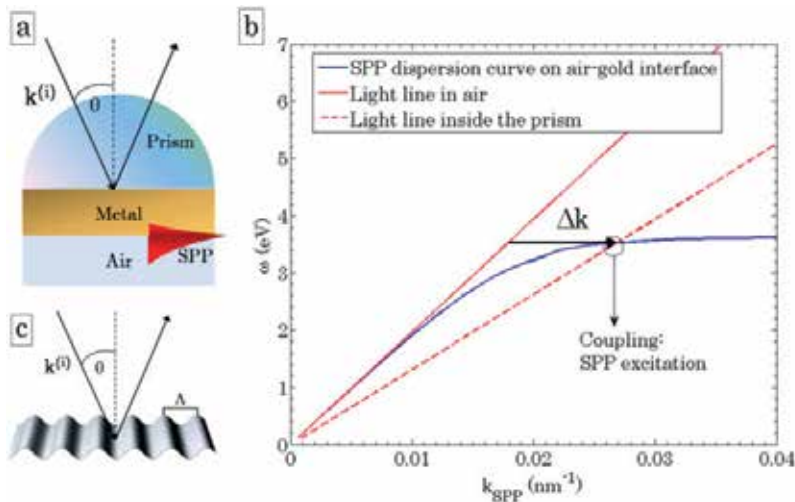 a
k(i)
θ
Prism
Metal
Air
SPP
c
k(i)
θ
Λ
b
7
6
5
4
3
2
1
0
ω (eV)
SPP dispersion curve on air-gold interface
Light line in air
Light line inside the prism
Δk
Coupling:
SPP excitation
0
0.01
0.02
0.03
0.04
kSPP (nm-1)